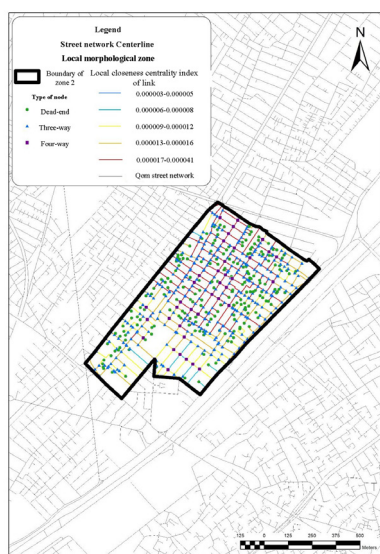 Legend
Street network Centerline
Local morphological zone
Boundary of zone 2
Local closeness centrality index of link
Type of node
Dead-end
Three-way
Four-way
0.000003-0.000005
0.000006-0.000008
0.000009-0.000012
0.000013-0.000016
0.000017-0.000041
Qom street network
N
125 0 125 250 375 500
Meters